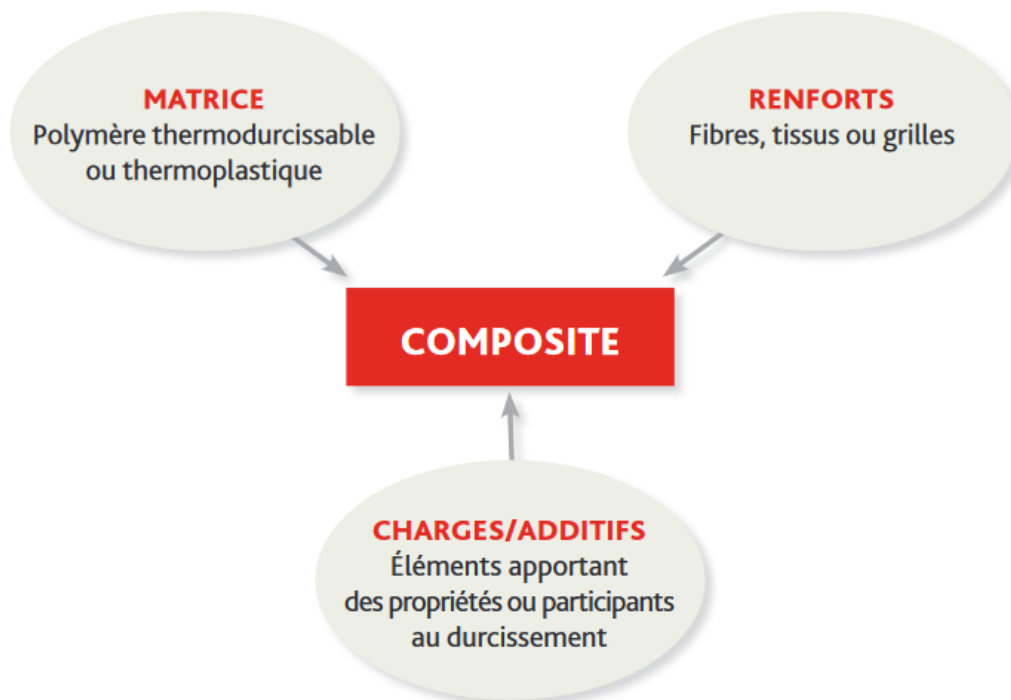 MATRICE
Polymère thermodurcissable
ou thermoplastique
RENFORTS
Fibres, tissus ou grilles
COMPOSITE
CHARGES/ADDITIFS
Éléments apportant
des propriétés ou participants
au durcissement